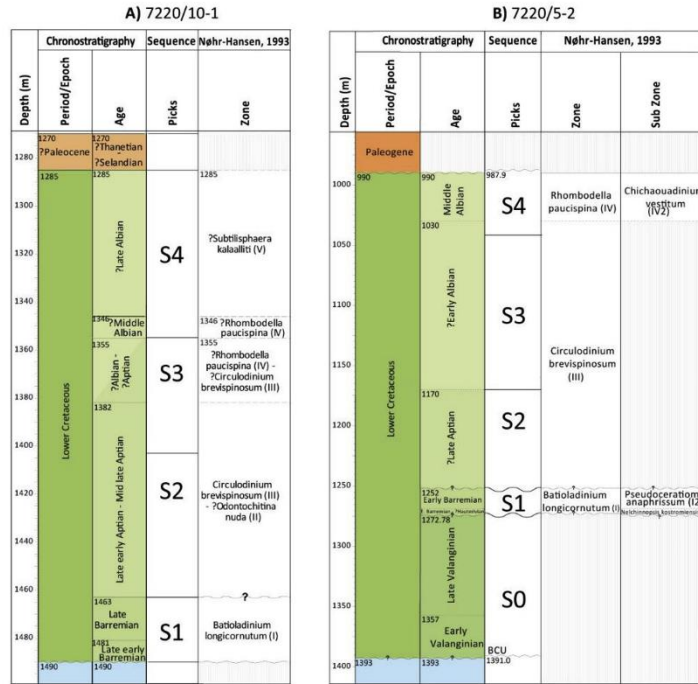 A) 7220/10-1
Chronostratigraphy
Sequence
Nøhr-Hansen, 1993
Depth (m)
Period/Epoch
Age
Picks
Zone
1280
1300
1320
1340
1360
1380
1400
1420
1440
1460
1480
1270
?Paleocene
1285
Lower Cretaceous
1490
1270
?Thanetian -
?Selandian
1285
?Late Albian
1346
?Middle
Albian
1355
?Albian -
?Aptian
1382
Late early Aptian - Mid late Aptian
1463
Late
Barremian
1481
Late early
Barremian
1490
S4
S3
S2
S1
1285
?Subtilisphaera
kalaalliti (V)
1346
?Rhombodella
paucispina (IV)
1355
?Rhombodella
paucispina (IV) -
?Circulodinium
brevispinosum (III)
Circulodinium
brevispinosum (III)
- ?Odontochitina
nuda (II)
?
Batioladinium
longicornutum (I)
B) 7220/5-2
Chronostratigraphy
Sequence
Nøhr-Hansen, 1993
Depth (m)
Period/Epoch
Age
Picks
Zone
Sub Zone
1000
1050
1100
1150
1200
1250
1300
1350
1400
Paleogene
990
Lower Cretaceous
1393
990
Middle
Albian
1030
?Early Albian
1170
?Late Aptian
1252
Early Barremian
1272.78
Late Valanginian
1357
Early
Valanginian
1393
987.9
S4
S3
S2
S1
S0
BCU
1391.0
Rhombodella
paucispina (IV)
Circulodinium
brevispinosum
(III)
Batioladinium
longicornutum (I)
Chichaouadinium
vestitum
(IV2)
Pseudoceratium
anaphrissum (I2)
Nelchinopsis kostromiensis